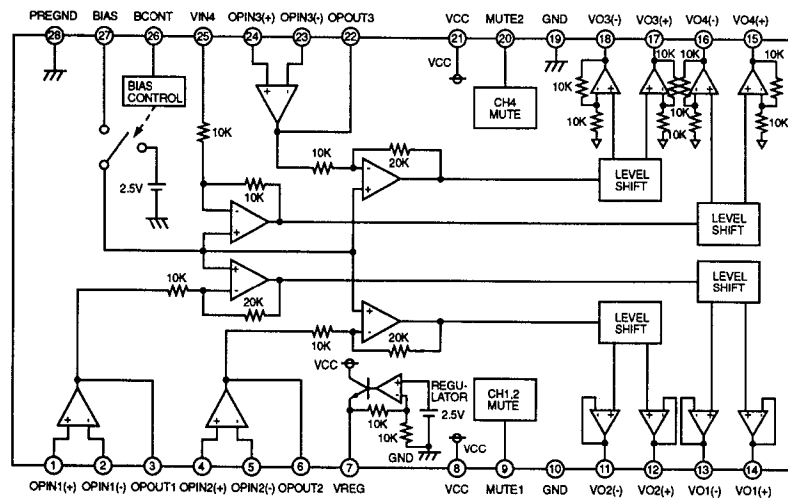 PREGND BIAS BCONT VIN4 OPIN3(+) OPIN3(-) OPOUT3 VCC MUTE2 GND VO3(-) VO3(+) VO4(-) VO4(+)
28 27 26 25 24 23 22 21 20 19 18 17 16 15
VCC
10K 10K 10K
BIAS
CONTROL
CH4
MUTE
10K 10K 10K 10K
10K
10K 20K
2.5V
10K
LEVEL
SHIFT
LEVEL
SHIFT
10K
20K
LEVEL
SHIFT
10K
20K
LEVEL
SHIFT
VCC
REGU-
LATOR
CH1,2
MUTE
2.5V
10K
10K
GND
VCC
1 2 3 4 5 6 7 8 9 10 11 12 13 14
OPIN1(+) OPIN1(-) OPOUT1 OPIN2(+) OPIN2(-) OPOUT2 VREG VCC MUTE1 GND VO2(-) VO2(+) VO1(-) VO1(+)